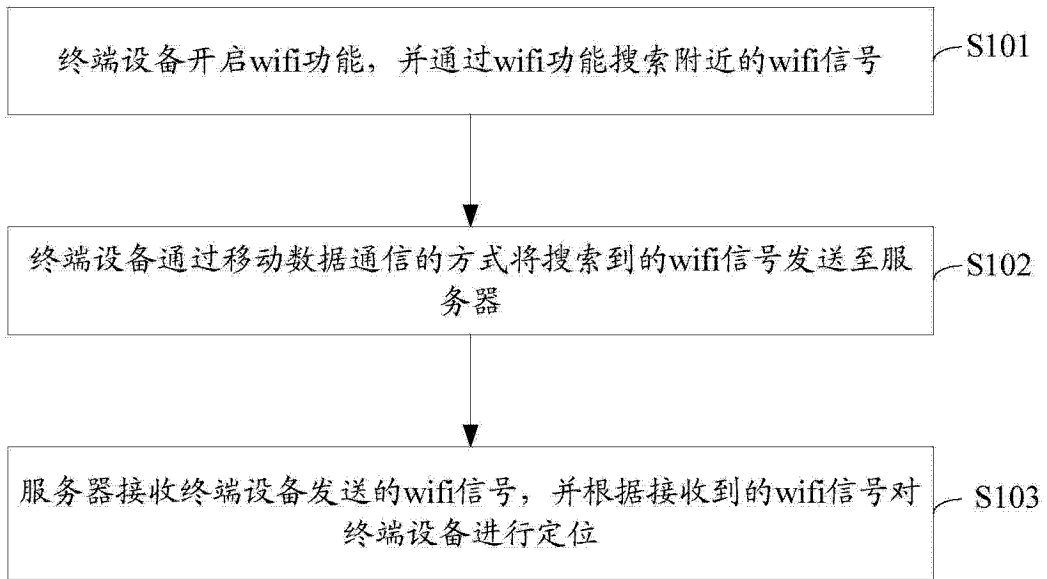 终端设备开启wifi功能，并通过wifi功能搜索附近的wifi信号
S101
终端设备通过移动数据通信的方式将搜索到的wifi信号发送至服
务器
S102
服务器接收终端设备发送的wifi信号，并根据接收到的wifi信号对
终端设备进行定位
S103